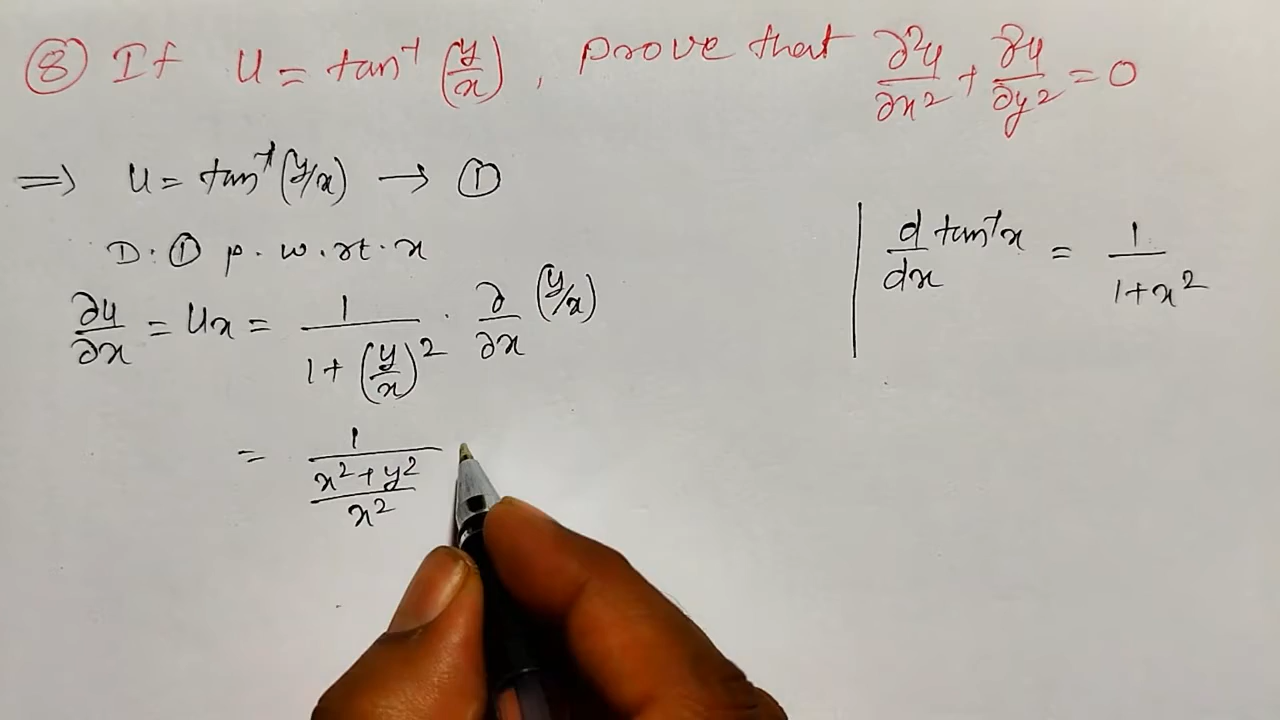 ⑧ If u = tan⁻¹(y/x), prove that ∂²u/∂x² + ∂²u/∂y² = 0
⇒ u = tan⁻¹(y/x) → ①
D. ① p. w. r. t. x
∂u/∂x = ux = 1/(1+(y/x)²) · ∂/∂x (y/x)
= 1/((x²+y²)/x²)
d/dx tan⁻¹x = 1/(1+x²)